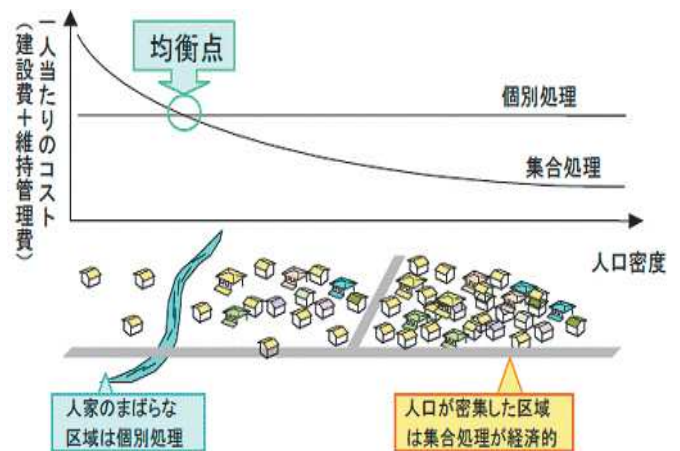 一人当たりのコスト
（建設費＋維持管理費）
均衡点
個別処理
集合処理
人口密度
人家のまばらな
区域は個別処理
人口が密集した区域
は集合処理が経済的